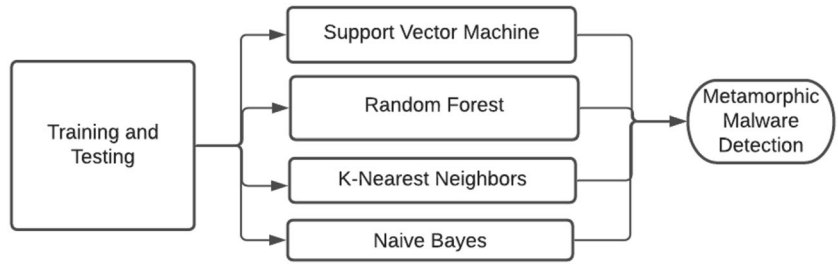 Support Vector Machine
Training and
Testing
Random Forest
K-Nearest Neighbors
Naive Bayes
Metamorphic
Malware
Detection